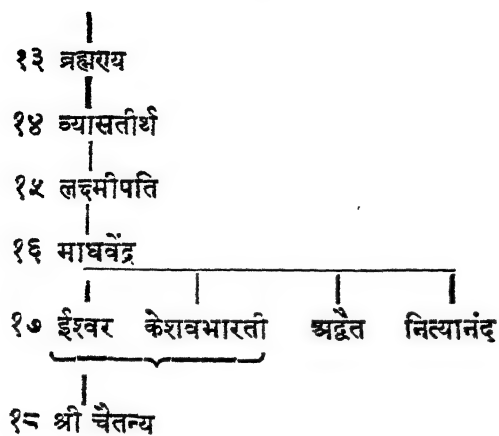 १३ ब्रह्मण्य
१४ व्यासतीर्थ
१५ लक्ष्मीपति
१६ माधवेंद्र
१७ ईश्वर केशवभारती अद्वैत नित्यानंद
१८ श्री चैतन्य